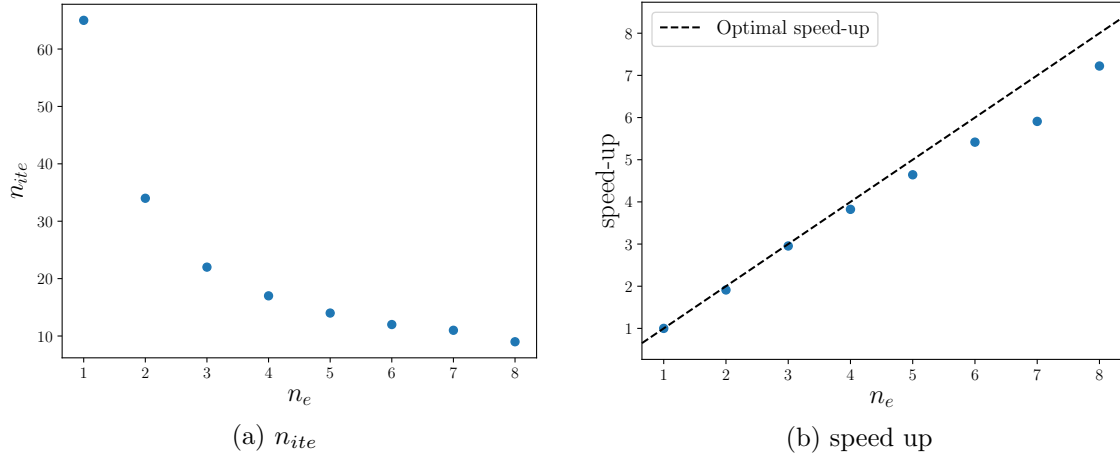 60
50
40
30
20
10
n_ite
1 2 3 4 5 6 7 8
n_e
(a) n_ite
Optimal speed-up
8
7
6
5
4
3
2
1
speed-up
1 2 3 4 5 6 7 8
n_e
(b) speed up